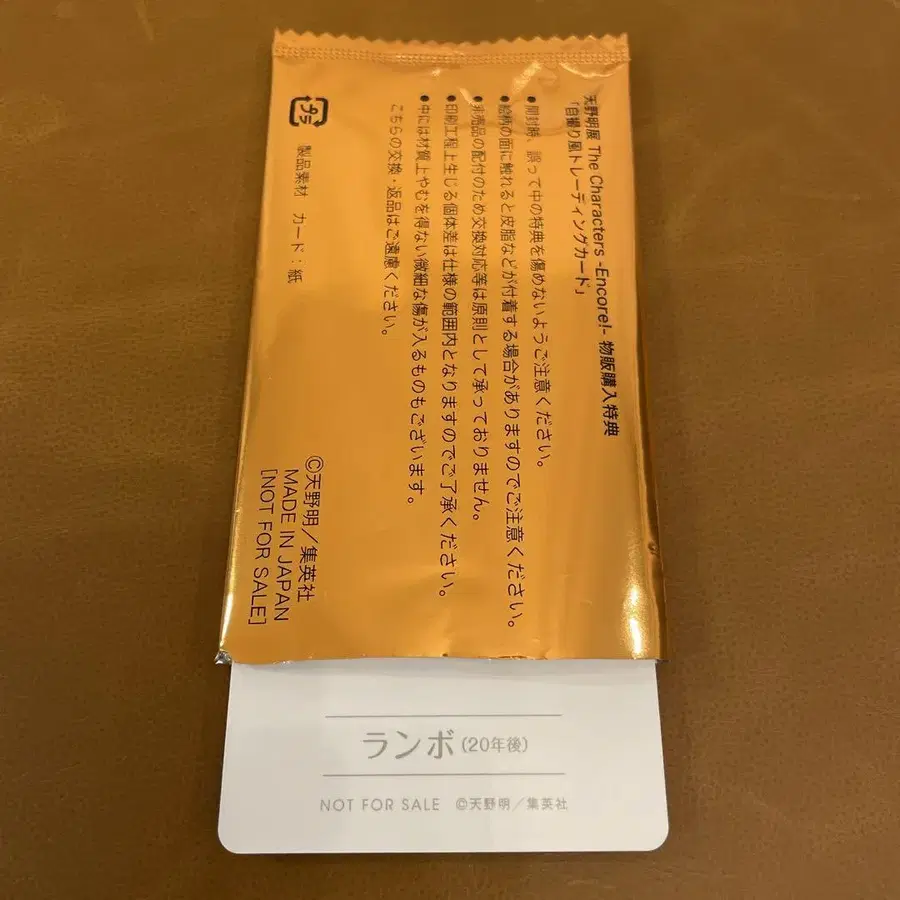 天野明展 The Characters -Encore!- 物販購入特典
「自撮り風トレーディングカード」
●開封時、誤って中の特典を傷めないようご注意ください。
●絵柄の面に触れると皮脂などが付着する場合がありますのでご注意ください。
●非売品の配付のため交換対応等は原則として承っておりません。
●印刷工程上生じる個体差は仕様の範囲内となりますのでご了承ください。
●中には材質上やむを得ない微細な傷が入るものもございます。
こちらの交換・返品はご遠慮ください。
プラ
製品素材 カード:紙
©天野明/集英社
MADE IN JAPAN
[NOT FOR SALE]
ランボ(20年後)
NOT FOR SALE ©天野明/集英社